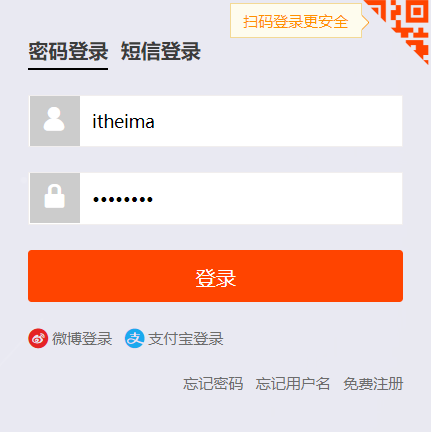 扫码登录更安全
密码登录 短信登录
itheima
••••••••
登录
微博登录 支付宝登录
忘记密码 忘记用户名 免费注册